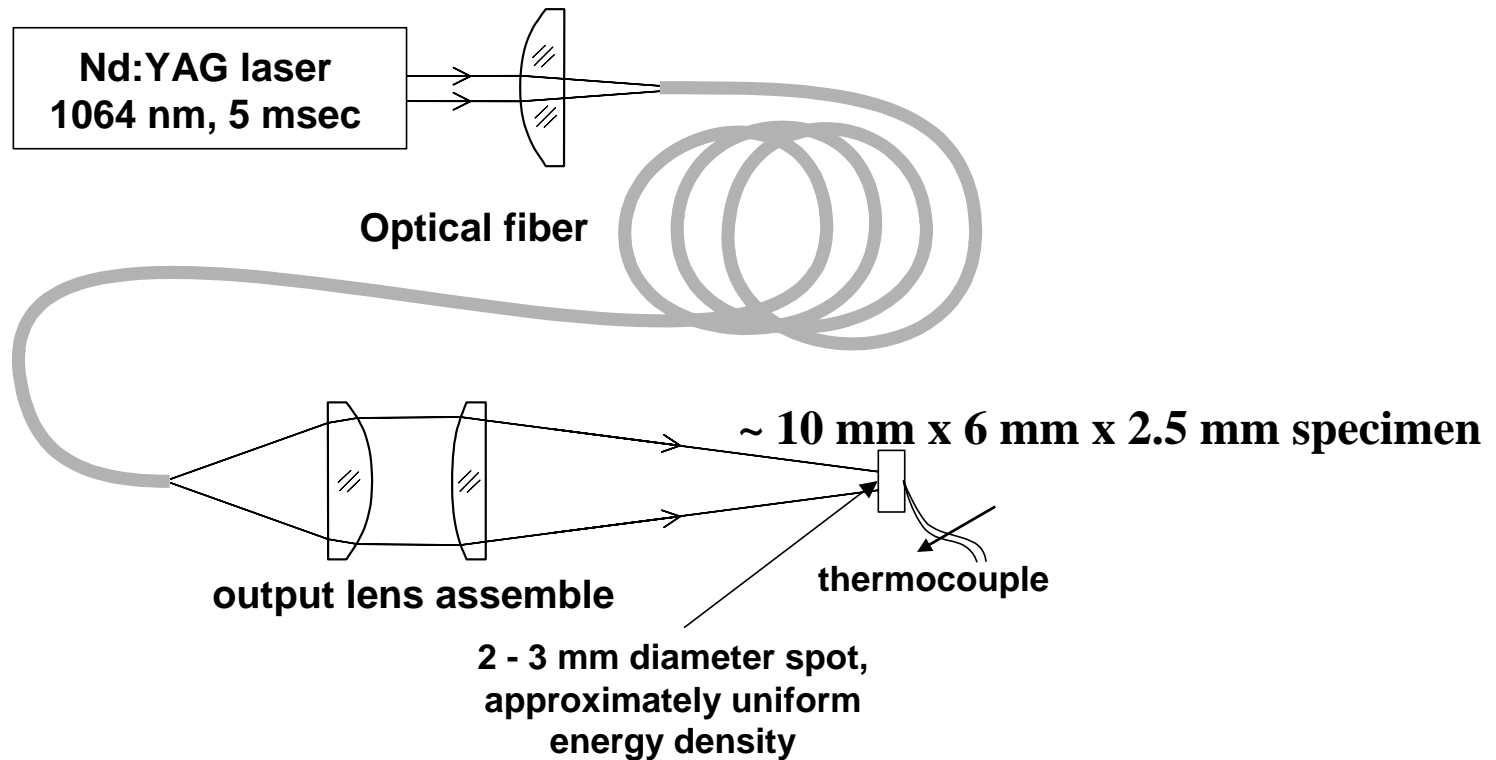 Nd:YAG laser
1064 nm, 5 msec
Optical fiber
~ 10 mm x 6 mm x 2.5 mm specimen
thermocouple
output lens assemble
2 - 3 mm diameter spot,
approximately uniform
energy density